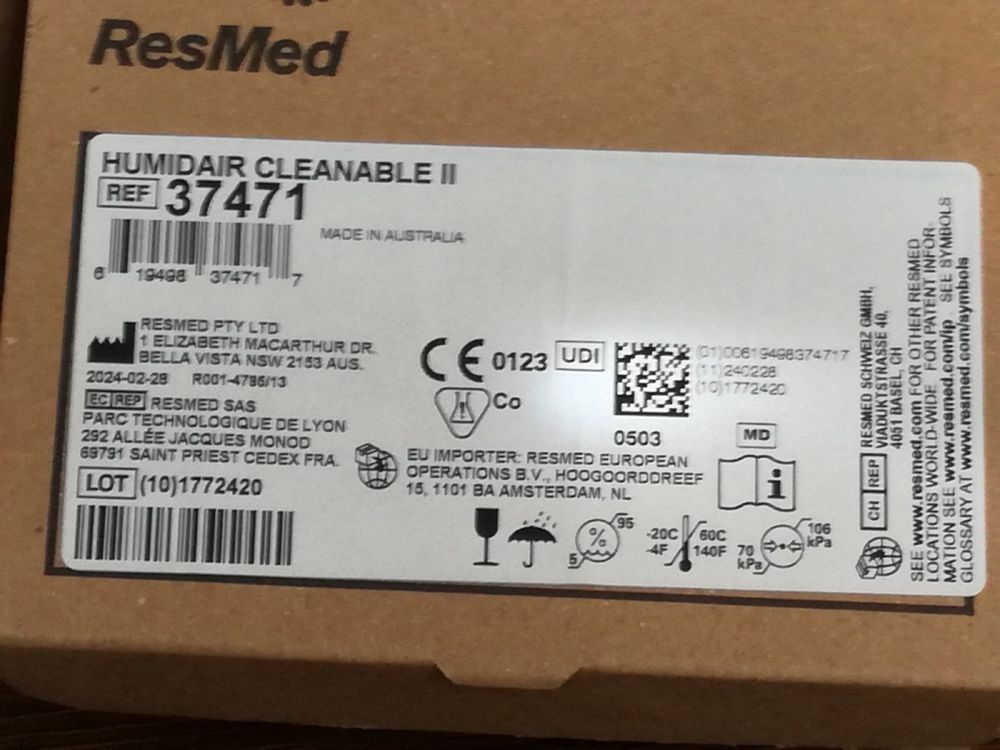 ResMed
HUMIDAIR CLEANABLE II
REF 37471
MADE IN AUSTRALIA
6 19498 37471 7
RESMED PTY LTD
1 ELIZABETH MACARTHUR DR.
BELLA VISTA NSW 2153 AUS.
2024-02-28 R001-4786/13
EC REP RESMED SAS
PARC TECHNOLOGIQUE DE LYON
292 ALLÉE JACQUES MONOD
69791 SAINT PRIEST CEDEX FRA.
LOT (10)1772420
CE 0123 UDI
(01)00619498374717
(11)240228
(10)1772420
Co
0503
MD
EU IMPORTER: RESMED EUROPEAN
OPERATIONS B.V., HOOGOORDDREEF
15, 1101 BA AMSTERDAM, NL
i
% 95
5
-20C 60C
-4F 140F
106
kPa
70
kPa
CH REP
RESMED SCHWEIZ GMBH,
VIADUKTSTRASSE 40,
4051 BASEL, CH
SEE www.resmed.com FOR OTHER RESMED
LOCATIONS WORLD-WIDE. FOR PATENT INFOR-
MATION SEE www.resmed.com/ip SEE SYMBOLS
GLOSSARY AT www.resmed.com/symbols